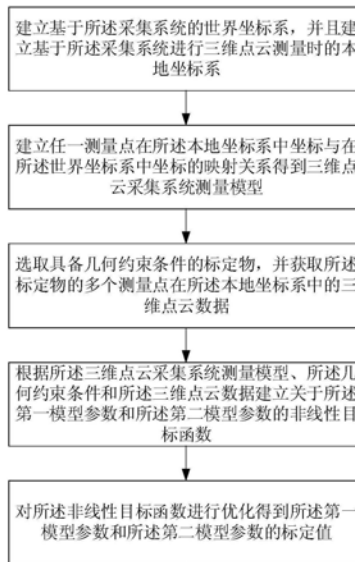 建立基于所述采集系统的世界坐标系，并且建
立基于所述采集系统进行三维点云测量时的本
地坐标系
建立任一测量点在所述本地坐标系中坐标与在
所述世界坐标系中坐标的映射关系得到三维点
云采集系统测量模型
选取具备几何约束条件的标定物，并获取所述
标定物的多个测量点在所述本地坐标系中的三
维点云数据
根据所述三维点云采集系统测量模型、所述几
何约束条件和所述三维点云数据建立关于所述
第一模型参数和所述第二模型参数的非线性目
标函数
对所述非线性目标函数进行优化得到所述第一
模型参数和所述第二模型参数的标定值